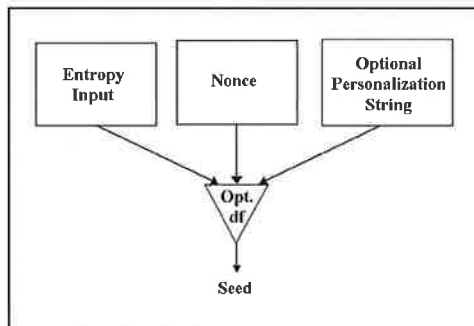 Entropy
Input
Nonce
Optional
Personalization
String
Opt.
df
Seed